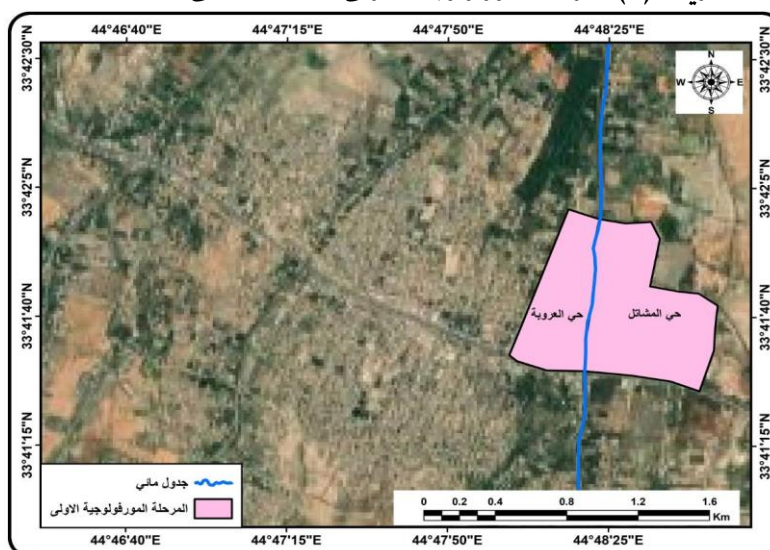 44°46'40"E 44°47'15"E 44°47'50"E 44°48'25"E
33°42'30"N 33°42'30"N
N
W E
S
33°42'5"N 33°42'5"N
33°41'40"N 33°41'40"N
حي العروبة حي المشاتل
33°41'15"N 33°41'15"N
جدول مائي
المرحلة المورفولوجية الاولى
0 0.2 0.4 0.8 1.2 1.6
Km
44°46'40"E 44°47'15"E 44°47'50"E 44°48'25"E